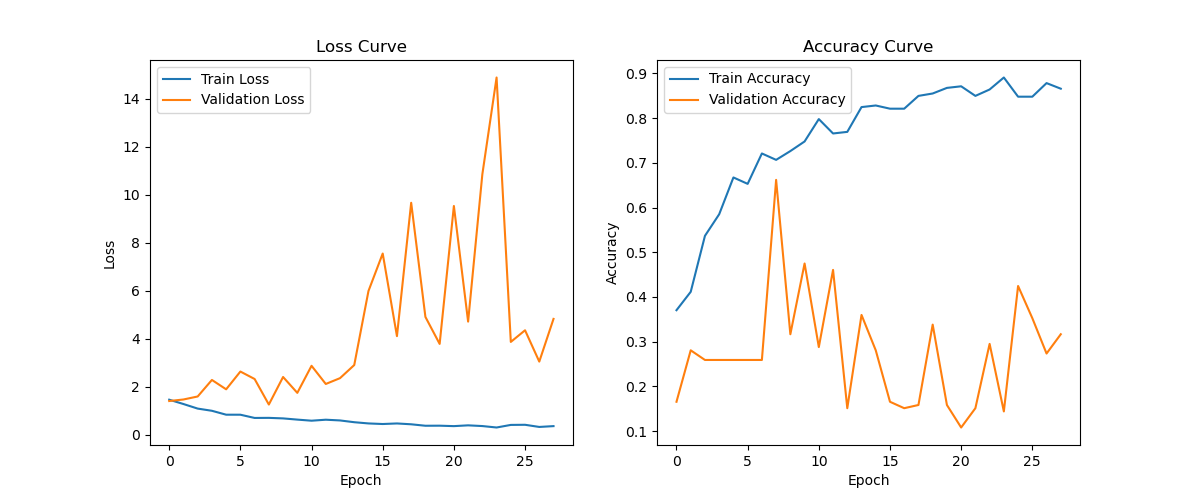 Loss Curve
Train Loss
Validation Loss
14
12
10
8
6
4
2
0
Loss
0 5 10 15 20 25
Epoch
Accuracy Curve
Train Accuracy
Validation Accuracy
0.9
0.8
0.7
0.6
0.5
0.4
0.3
0.2
0.1
Accuracy
0 5 10 15 20 25
Epoch